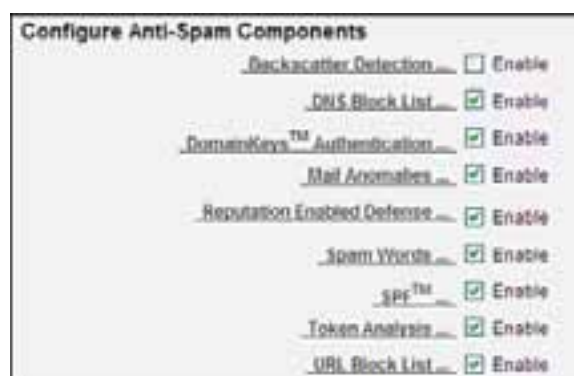 Configure Anti-Spam Components
Backscatter Detection ... Enable
DNS Block List ... Enable
DomainKeys™ Authentication ... Enable
Mail Anomalies ... Enable
Reputation Enabled Defense ... Enable
Spam Words ... Enable
SPF™ ... Enable
Token Analysis ... Enable
URL Block List ... Enable